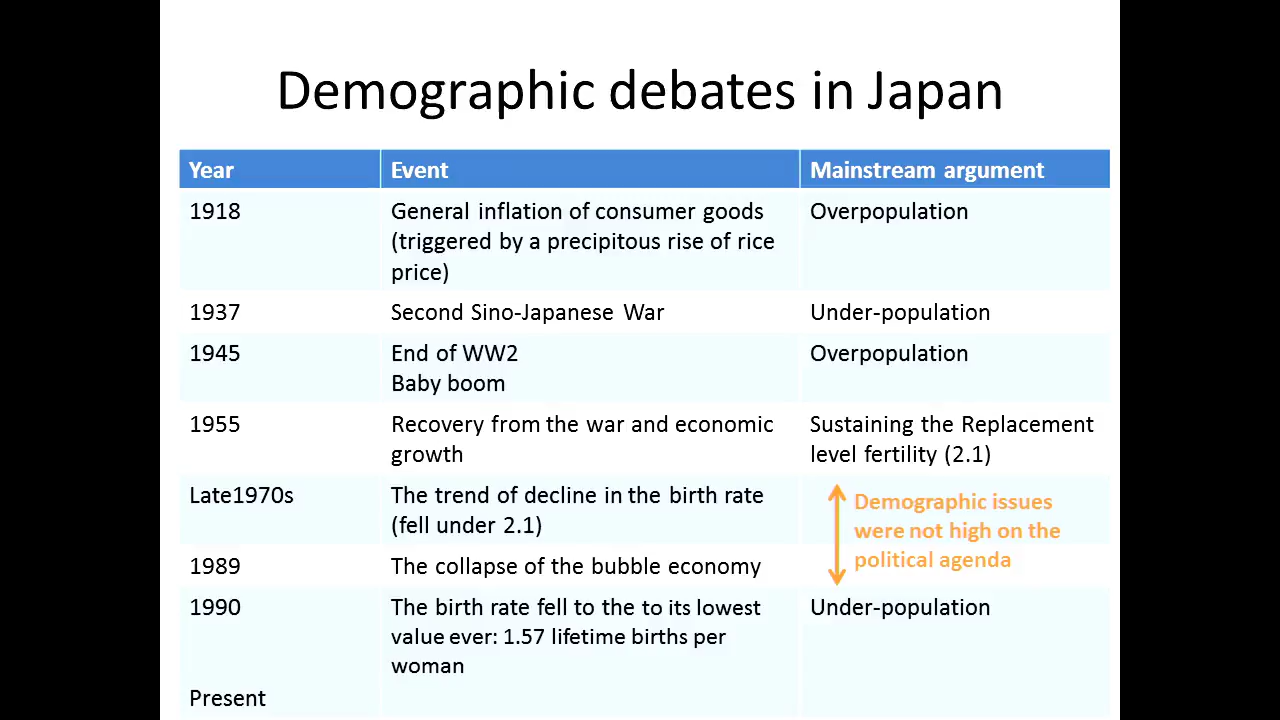 Demographic debates in Japan
Year Event Mainstream argument
1918 General inflation of consumer goods Overpopulation
(triggered by a precipitous rise of rice
price)
1937 Second Sino-Japanese War Under-population
1945 End of WW2 Overpopulation
Baby boom
1955 Recovery from the war and economic Sustaining the Replacement
growth level fertility (2.1)
Late1970s The trend of decline in the birth rate Demographic issues
(fell under 2.1) were not high on the
1989 The collapse of the bubble economy political agenda
1990 The birth rate fell to the to its lowest Under-population
value ever: 1.57 lifetime births per
woman
Present